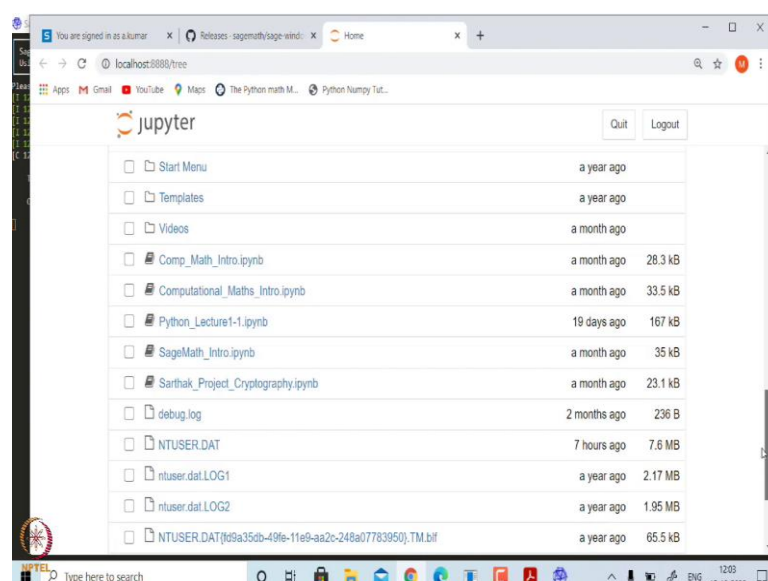 You are signed in as a.kumar x Releases · sagemath/sage-windo x Home x +
localhost:8888/tree M
Apps M Gmail YouTube Maps The Python math M... Python Numpy Tut...
jupyter Quit Logout
Start Menu a year ago
Templates a year ago
Videos a month ago
Comp_Math_Intro.ipynb a month ago 28.3 kB
Computational_Maths_Intro.ipynb a month ago 33.5 kB
Python_Lecture1-1.ipynb 19 days ago 167 kB
SageMath_Intro.ipynb a month ago 35 kB
Sarthak_Project_Cryptography.ipynb a month ago 23.1 kB
debug.log 2 months ago 236 B
NTUSER.DAT 7 hours ago 7.6 MB
ntuser.dat.LOG1 a year ago 2.17 MB
ntuser.dat.LOG2 a year ago 1.95 MB
NTUSER.DAT{fd9a35db-49fe-11e9-aa2c-248a07783950}.TM.blf a year ago 65.5 kB
NPTEL Type here to search ENG 12:03